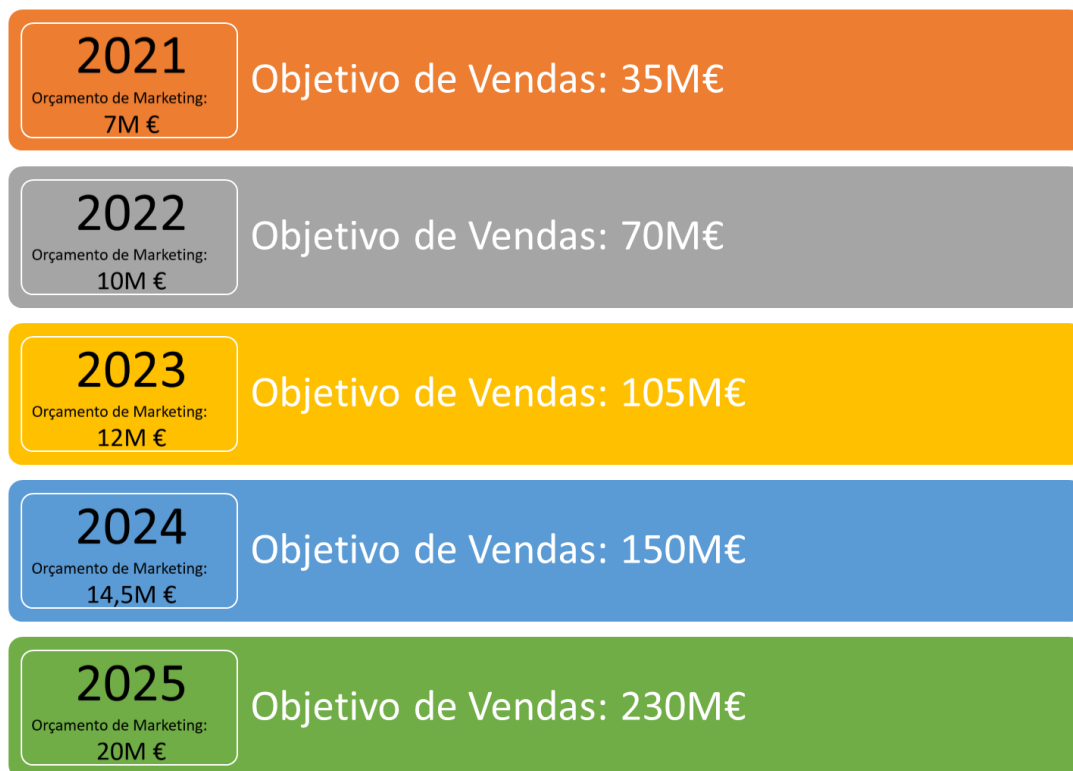 2021
Orçamento de Marketing:
7M €
Objetivo de Vendas: 35M€
2022
Orçamento de Marketing:
10M €
Objetivo de Vendas: 70M€
2023
Orçamento de Marketing:
12M €
Objetivo de Vendas: 105M€
2024
Orçamento de Marketing:
14,5M €
Objetivo de Vendas: 150M€
2025
Orçamento de Marketing:
20M €
Objetivo de Vendas: 230M€